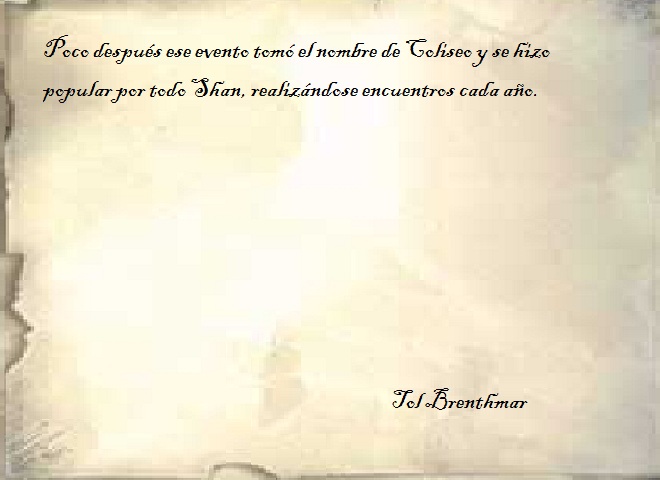 Poco después ese evento tomó el nombre de Coliseo y se hizo
popular por todo Shan, realizándose encuentros cada año.
Tol Brenthmar